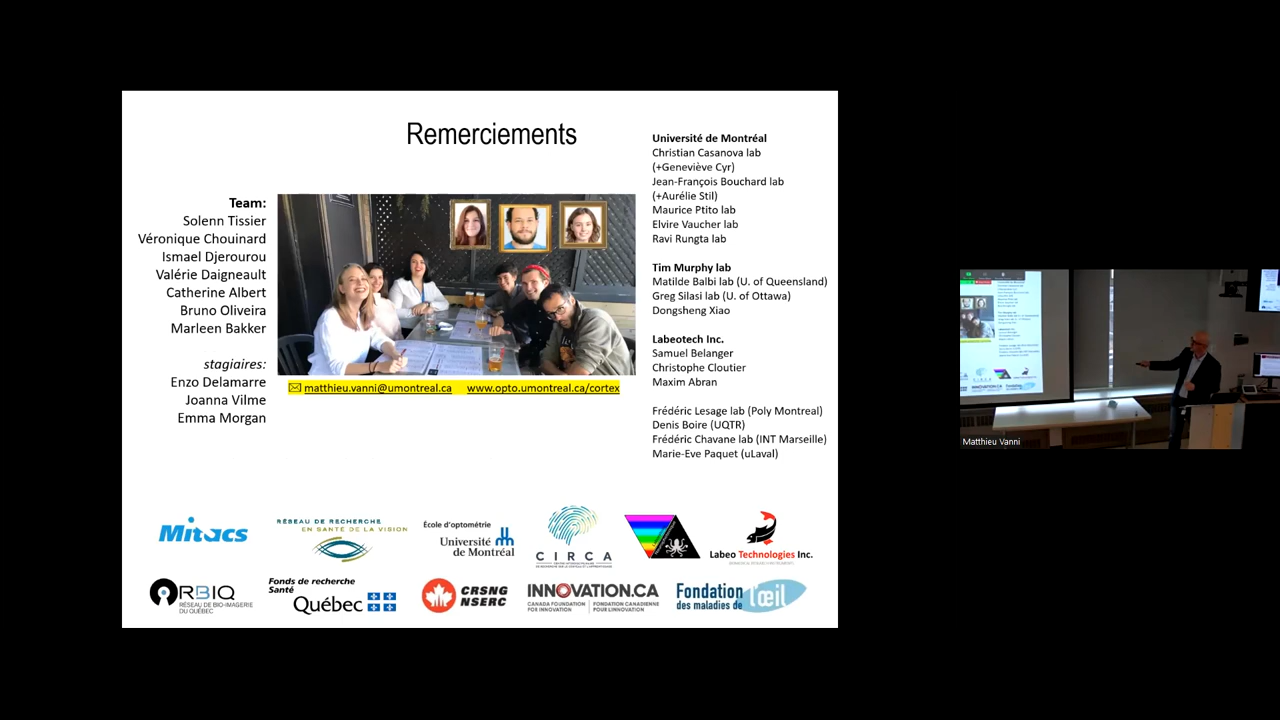 Remerciements
Team:
Solenn Tissier
Véronique Chouinard
Ismael Djerourou
Valérie Daigneault
Catherine Albert
Bruno Oliveira
Marleen Bakker
stagiaires:
Enzo Delamarre
Joanna Vilme
Emma Morgan
matthieu.vanni@umontreal.ca www.opto.umontreal.ca/cortex
Université de Montréal
Christian Casanova lab
(+Geneviève Cyr)
Jean-François Bouchard lab
(+Aurélie Stil)
Maurice Ptito lab
Elvire Vaucher lab
Ravi Rungta lab
Tim Murphy lab
Matilde Balbi lab (U. of Queensland)
Greg Silasi lab (U. of Ottawa)
Dongsheng Xiao
Labeotech Inc.
Samuel Belanger
Christophe Cloutier
Maxim Abran
Frédéric Lesage lab (Poly Montreal)
Denis Boire (UQTR)
Frédéric Chavane lab (INT Marseille)
Marie-Eve Paquet (uLaval)
Mitacs
RÉSEAU DE RECHERCHE
EN SANTÉ DE LA VISION
École d'optométrie
Université
de Montréal
CIRCA
Labeo Technologies Inc.
RBIQ
RÉSEAU DE BIO-IMAGERIE
DU QUÉBEC
Fonds de recherche
Santé
Québec
CRSNG
NSERC
INNOVATION.CA
CANADA FOUNDATION
FOR INNOVATION
FONDATION CANADIENNE
POUR L'INNOVATION
Fondation
des maladies de l'œil
Matthieu Vanni